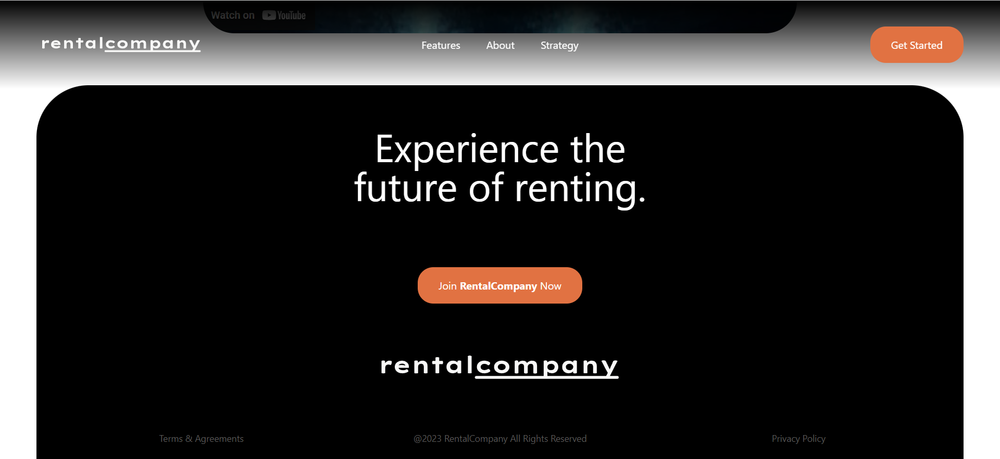 Watch on YouTube
rentalcompany
Features About Strategy
Get Started
Experience the
future of renting.
Join RentalCompany Now
rentalcompany
Terms & Agreements
@2023 RentalCompany All Rights Reserved
Privacy Policy